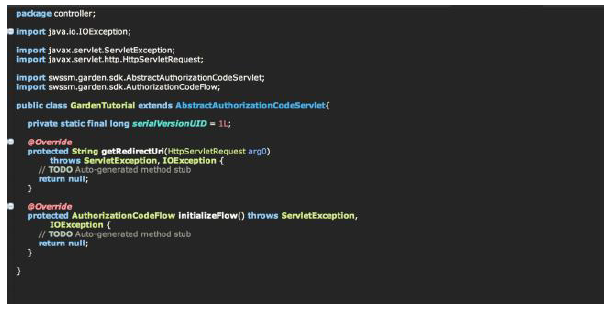 package controller;
import java.io.IOException;
import javax.servlet.ServletException;
import javax.servlet.http.HttpServletRequest;
import swssm.garden.sdk.AbstractAuthorizationCodeServlet;
import swssm.garden.sdk.AuthorizationCodeFlow;
public class GardenTutorial extends AbstractAuthorizationCodeServlet{
private static final long serialVersionUID = 1L;
@Override
protected String getRedirectUri(HttpServletRequest arg0)
throws ServletException, IOException {
// TODO Auto-generated method stub
return null;
}
@Override
protected AuthorizationCodeFlow initializeFlow() throws ServletException,
IOException {
// TODO Auto-generated method stub
return null;
}
}